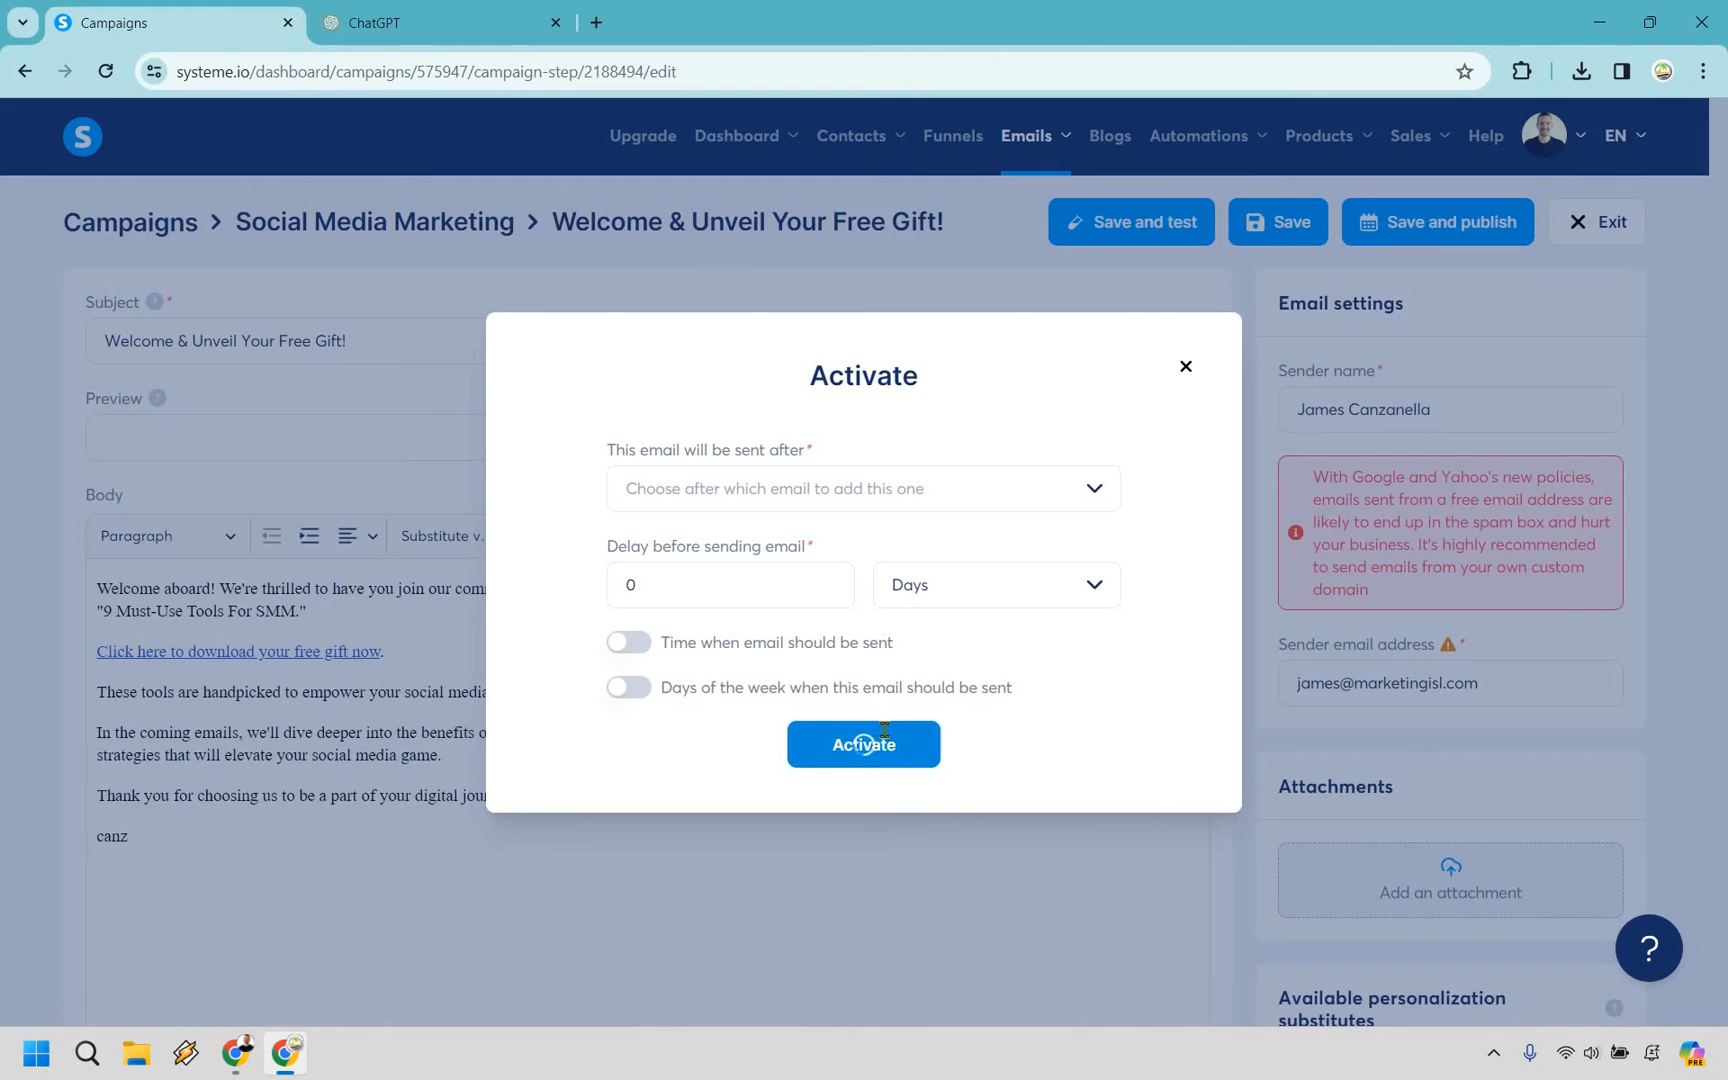 Campaigns
ChatGPT
systeme.io/dashboard/campaigns/575947/campaign-step/2188494/edit
S
Upgrade Dashboard Contacts Funnels Emails Blogs Automations Products Sales Help EN
Campaigns > Social Media Marketing > Welcome & Unveil Your Free Gift!
Save and test Save Save and publish Exit
Subject ? *
Welcome & Unveil Your Free Gift!
Preview ?
Body
Paragraph Substitute v..
Welcome aboard! We're thrilled to have you join our com
"9 Must-Use Tools For SMM."
Click here to download your free gift now.
These tools are handpicked to empower your social media
In the coming emails, we'll dive deeper into the benefits o
strategies that will elevate your social media game.
Thank you for choosing us to be a part of your digital jour
canz
Activate
This email will be sent after *
Choose after which email to add this one
Delay before sending email *
0 Days
Time when email should be sent
Days of the week when this email should be sent
Activate
Email settings
Sender name *
James Canzanella
With Google and Yahoo's new policies,
emails sent from a free email address are
likely to end up in the spam box and hurt
your business. It's highly recommended
to send emails from your own custom
domain
Sender email address *
james@marketingisl.com
Attachments
Add an attachment
?
Available personalization
substitutes ?
PRE